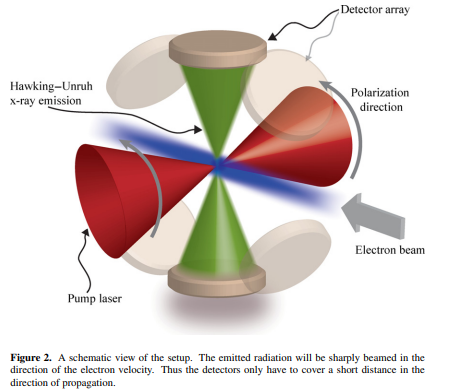 Detector array
Hawking–Unruh
x-ray emission
Polarization
direction
Electron beam
Pump laser
Figure 2. A schematic view of the setup. The emitted radiation will be sharply beamed in the
direction of the electron velocity. Thus the detectors only have to cover a short distance in the
direction of propagation.